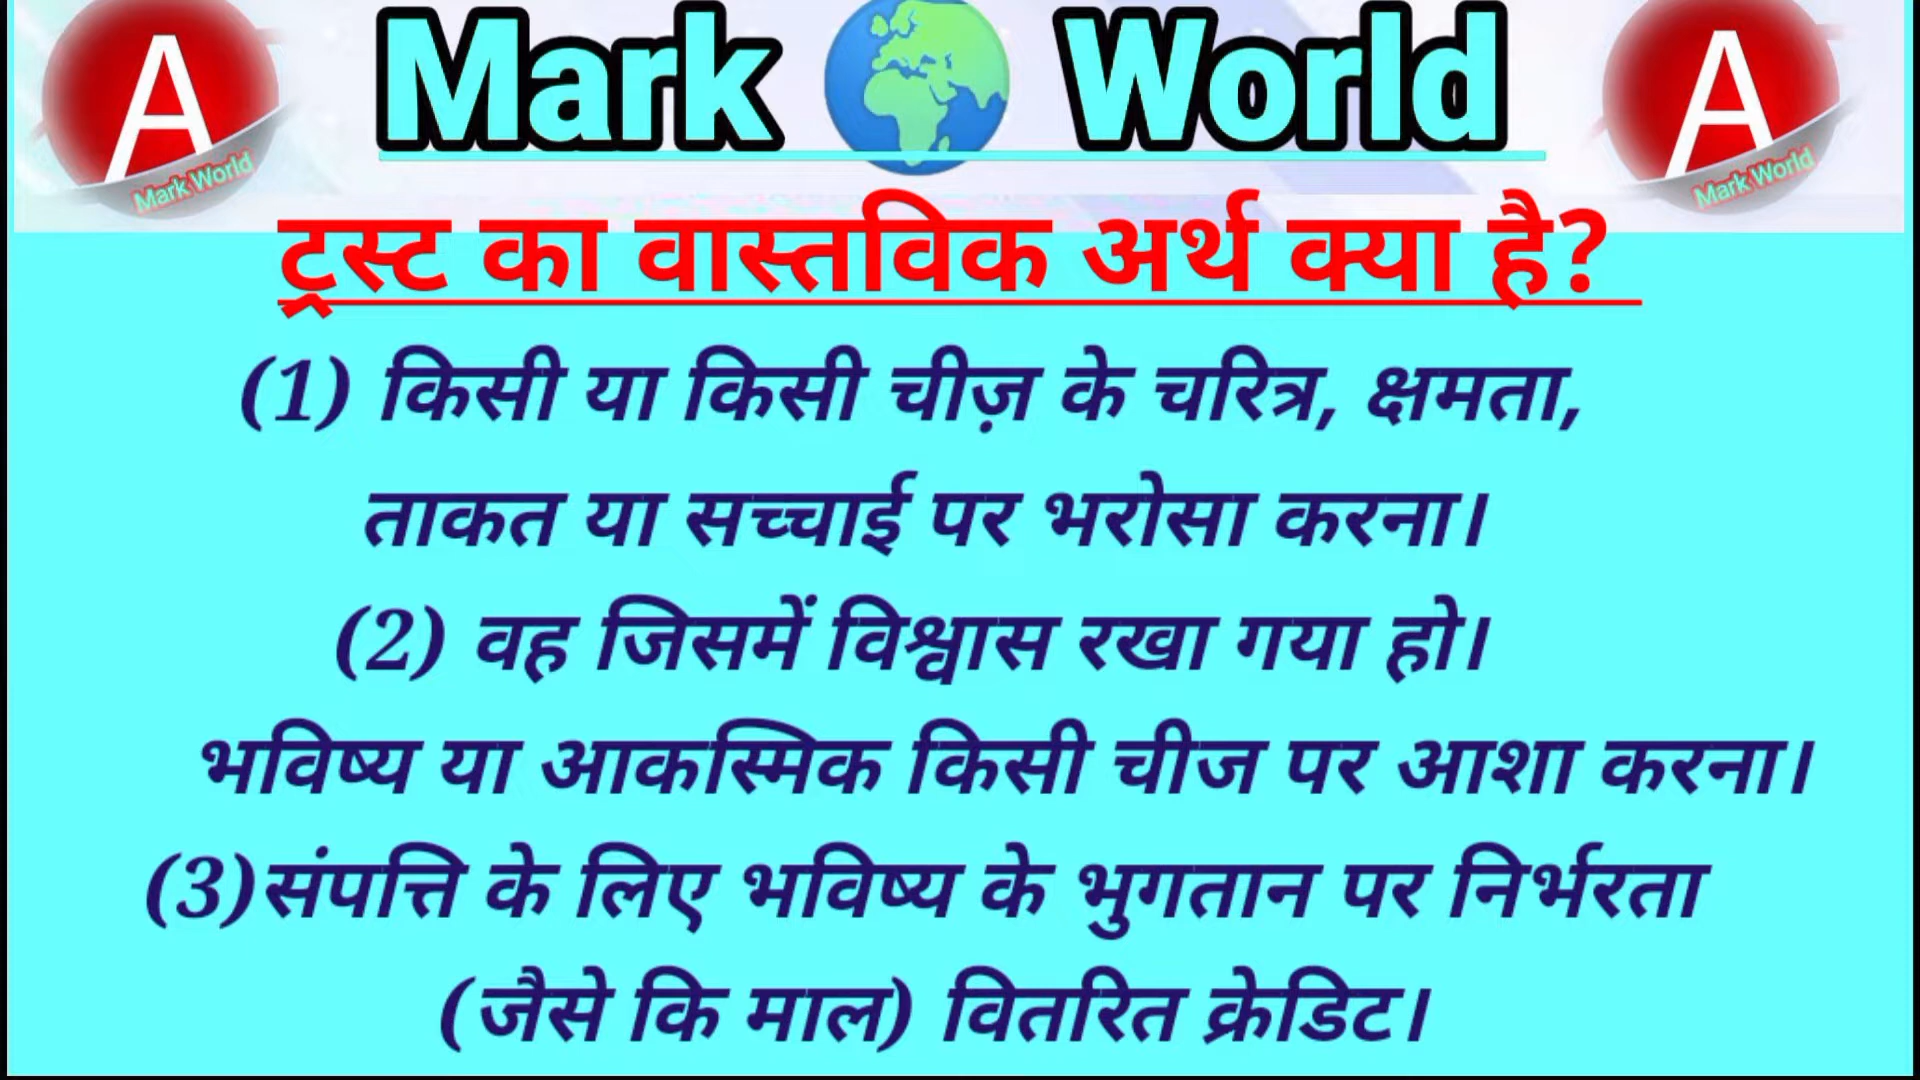 A Mark World A
Mark World Mark World
ट्रस्ट का वास्तविक अर्थ क्या है?
(1) किसी या किसी चीज़ के चरित्र, क्षमता,
ताकत या सच्चाई पर भरोसा करना।
(2) वह जिसमें विश्वास रखा गया हो।
भविष्य या आकस्मिक किसी चीज पर आशा करना।
(3)संपत्ति के लिए भविष्य के भुगतान पर निर्भरता
(जैसे कि माल) वितरित क्रेडिट।